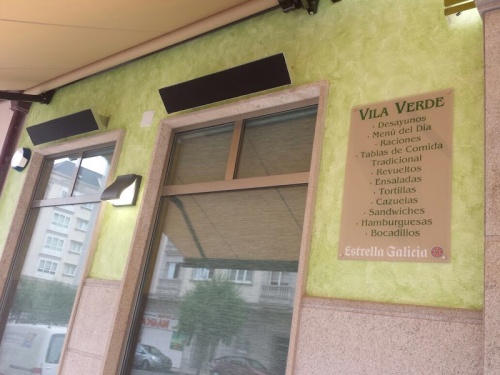 VILA VERDE
· Desayunos
· Menú del Día
· Raciones
· Tablas de Comida
Tradicional
· Revueltos
· Ensaladas
· Tortillas
· Cazuelas
· Sandwiches
· Hamburguesas
· Bocadillos
Estrella Galicia